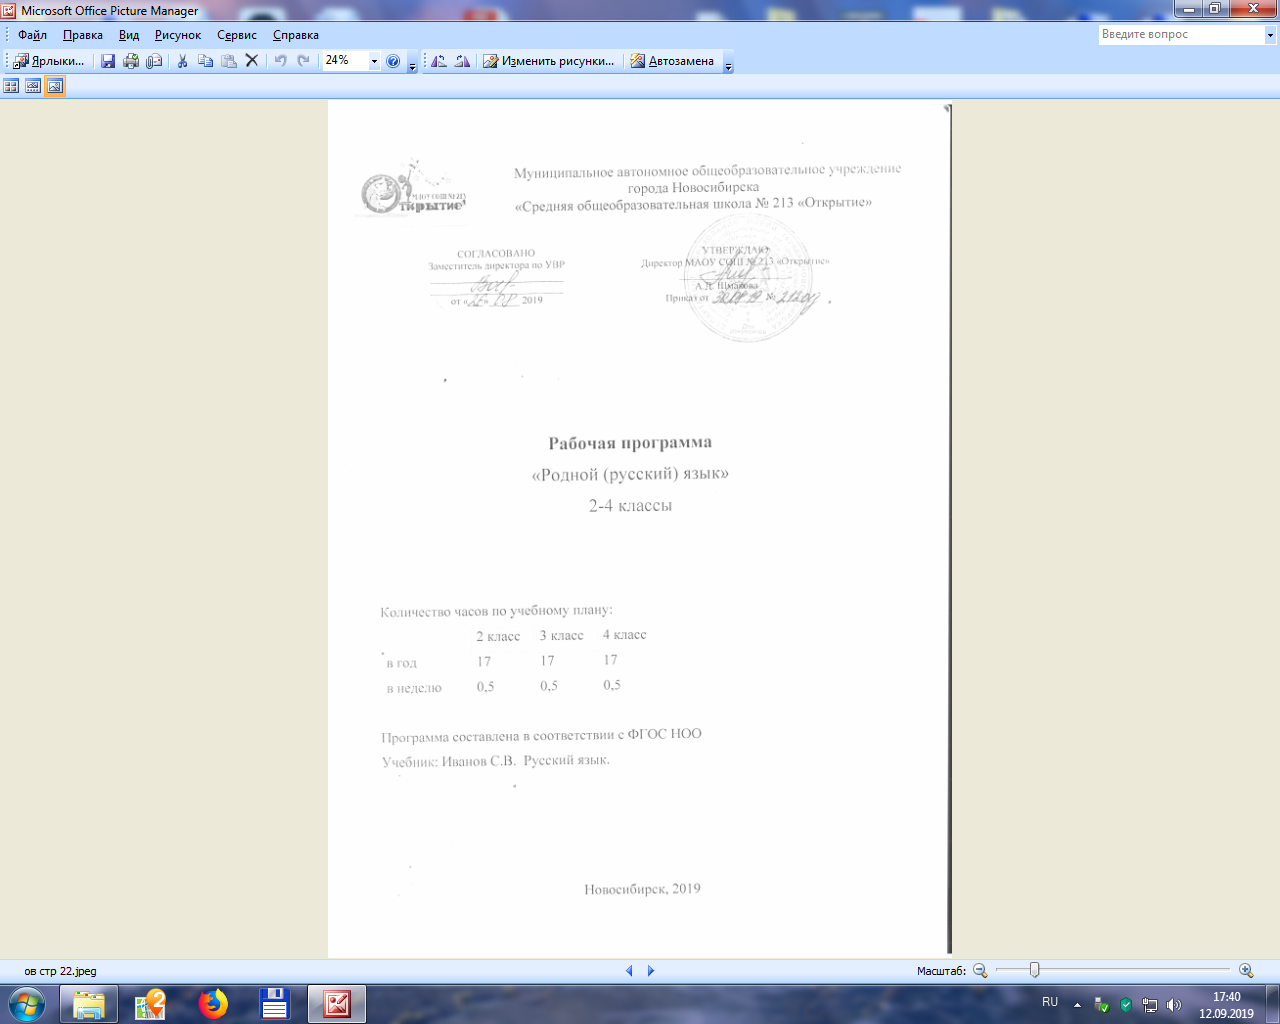 Microsoft Office Picture Manager
Файл Правка Вид Рисунок Сервис Справка
Введите вопрос
Ярлыки... 24% Изменить рисунки... Автозамена
Муниципальное автономное общеобразовательное учреждение
города Новосибирска
«Средняя общеобразовательная школа № 213 «Открытие»
СОГЛАСОВАНО
Заместитель директора по УВР
от « » 08 2019
УТВЕРЖДАЮ
Директор МАОУ СОШ № 213 «Открытие»
А.Д. Шмакова
Приказ от №
Рабочая программа
«Родной (русский) язык»
2-4 классы
Количество часов по учебному плану:
2 класс 3 класс 4 класс
в год 17 17 17
в неделю 0,5 0,5 0,5
Программа составлена в соответствии с ФГОС НОО
Учебник: Иванов С.В. Русский язык.
Новосибирск, 2019
ов стр 22.jpeg
Масштаб:
RU
17:40
12.09.2019